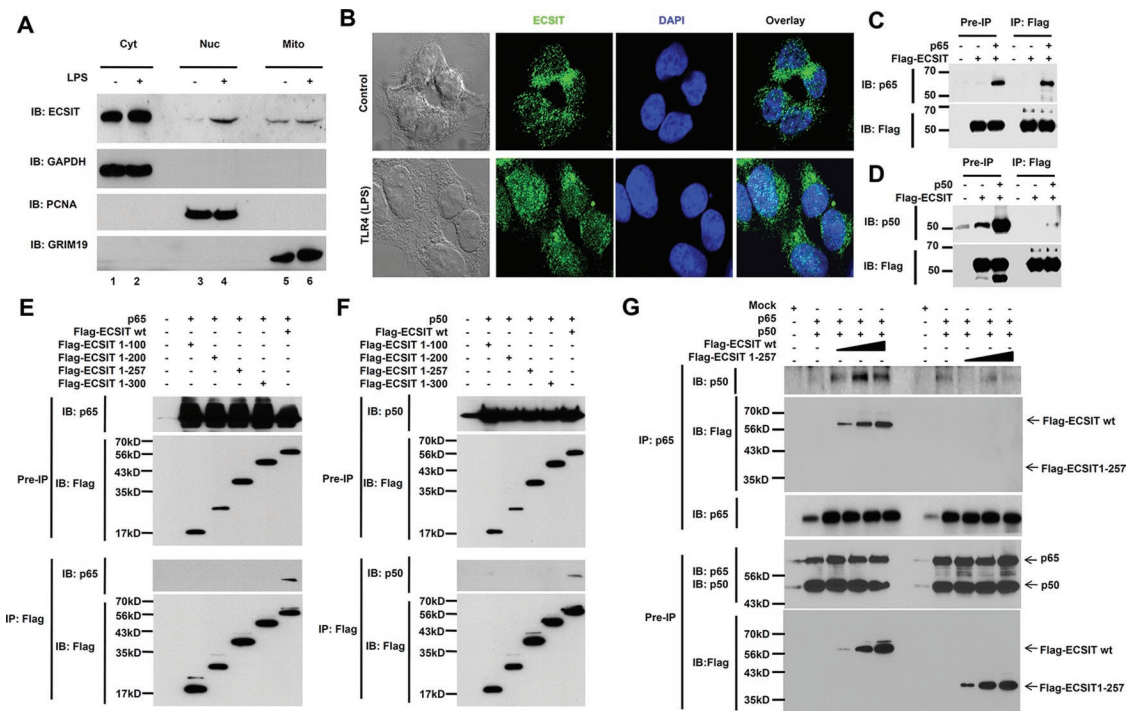 A
Cyt Nuc Mito
LPS - + - + - +
IB: ECSIT
IB: GAPDH
IB: PCNA
IB: GRIM19
1 2 3 4 5 6
B
ECSIT DAPI Overlay
Control
TLR4 (LPS)
C
Pre-IP IP: Flag
p65 - - + - - +
Flag-ECSIT - + + - + +
IB: p65
70
50
IB: Flag
70
50
D
Pre-IP IP: Flag
p50 - - + - - +
Flag-ECSIT - + + - + +
IB: p50
50
IB: Flag
70
50
E
p65 - + + + + +
Flag-ECSIT wt - - - - - +
Flag-ECSIT 1-100 - + - - - -
Flag-ECSIT 1-200 - - + - - -
Flag-ECSIT 1-257 - - - + - -
Flag-ECSIT 1-300 - - - - + -
Pre-IP
IB: p65
IB: Flag
70kD
56kD
43kD
35kD
17kD
IP: Flag
IB: p65
IB: Flag
70kD
56kD
43kD
35kD
17kD
F
p50 - + + + + +
Flag-ECSIT wt - - - - - +
Flag-ECSIT 1-100 - + - - - -
Flag-ECSIT 1-200 - - + - - -
Flag-ECSIT 1-257 - - - + - -
Flag-ECSIT 1-300 - - - - + -
Pre-IP
IB: p50
IB: Flag
70kD
56kD
43kD
35kD
17kD
IP: Flag
IB: p50
IB: Flag
70kD
56kD
43kD
35kD
17kD
G
Mock + - - - - + - - - -
p65 - + + + + - + + + +
p50 - + + + + - + + + +
Flag-ECSIT wt - - - -
Flag-ECSIT 1-257 - -
IP: p65
IB: p50
IB: Flag
70kD
56kD
43kD
35kD
Flag-ECSIT wt
Flag-ECSIT1-257
IB: p65
Pre-IP
IB: p65
IB: p50
56kD
43kD
p65
p50
IB:Flag
70kD
56kD
43kD
35kD
Flag-ECSIT wt
Flag-ECSIT1-257